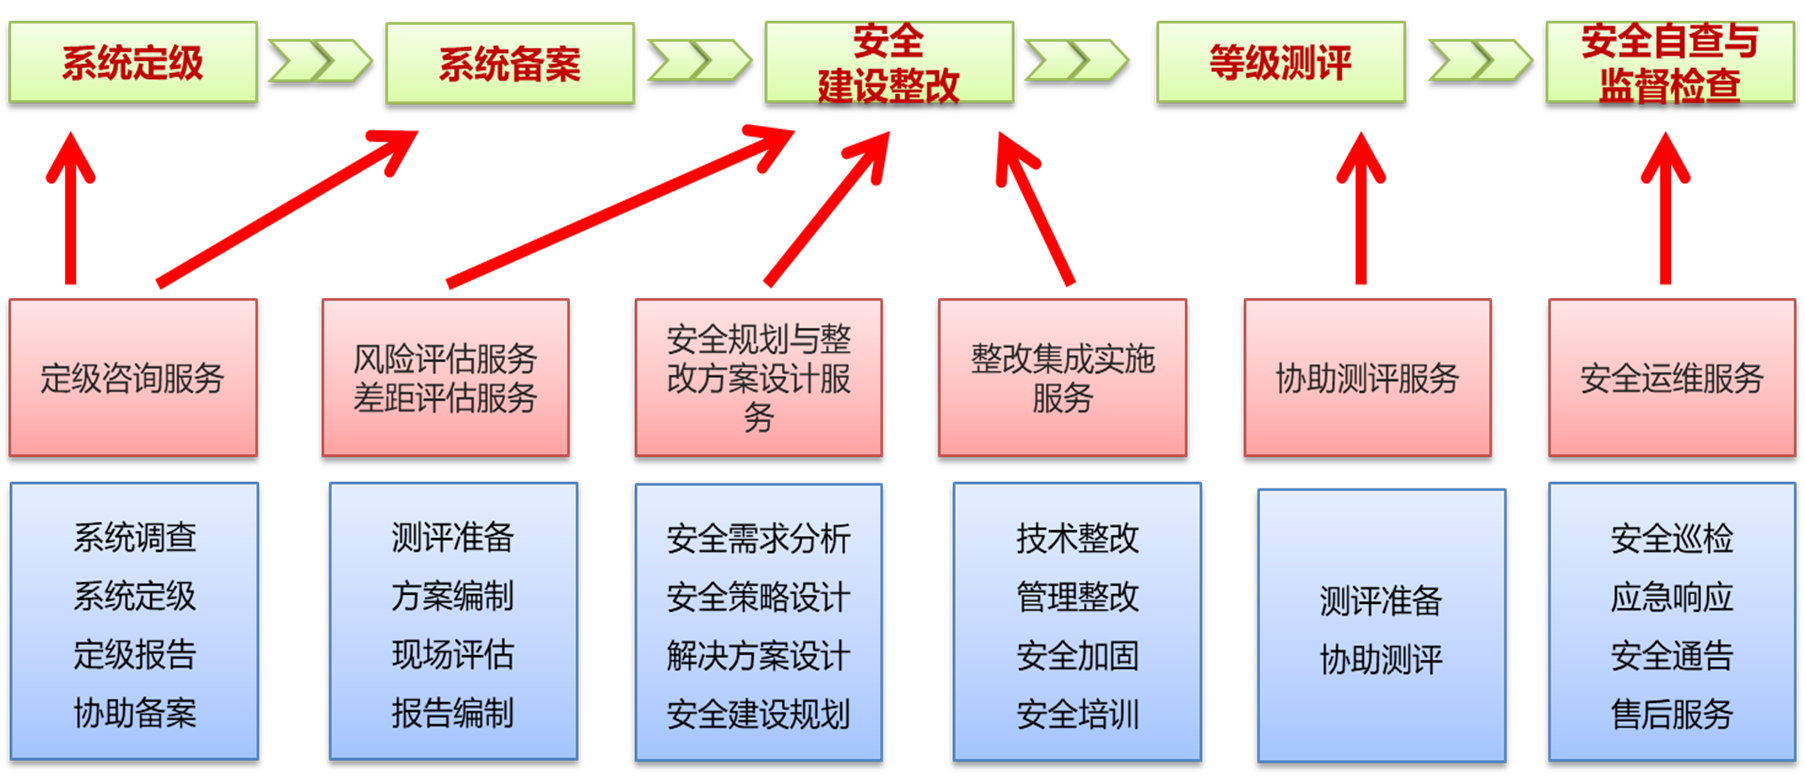 系统定级
系统备案
安全
建设整改
等级测评
安全自查与
监督检查
定级咨询服务
风险评估服务
差距评估服务
安全规划与整
改方案设计服
务
整改集成实施
服务
协助测评服务
安全运维服务
系统调查
系统定级
定级报告
协助备案
测评准备
方案编制
现场评估
报告编制
安全需求分析
安全策略设计
解决方案设计
安全建设规划
技术整改
管理整改
安全加固
安全培训
测评准备
协助测评
安全巡检
应急响应
安全通告
售后服务